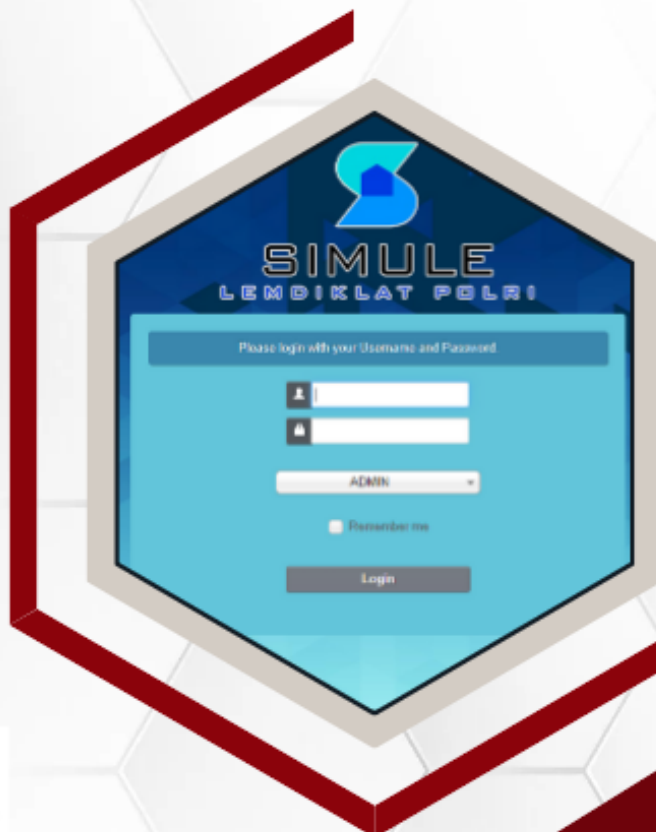 SIMULE
LEMDIKLAT POLRI
Please login with your Username and Password.
ADMIN
Remember me
Login